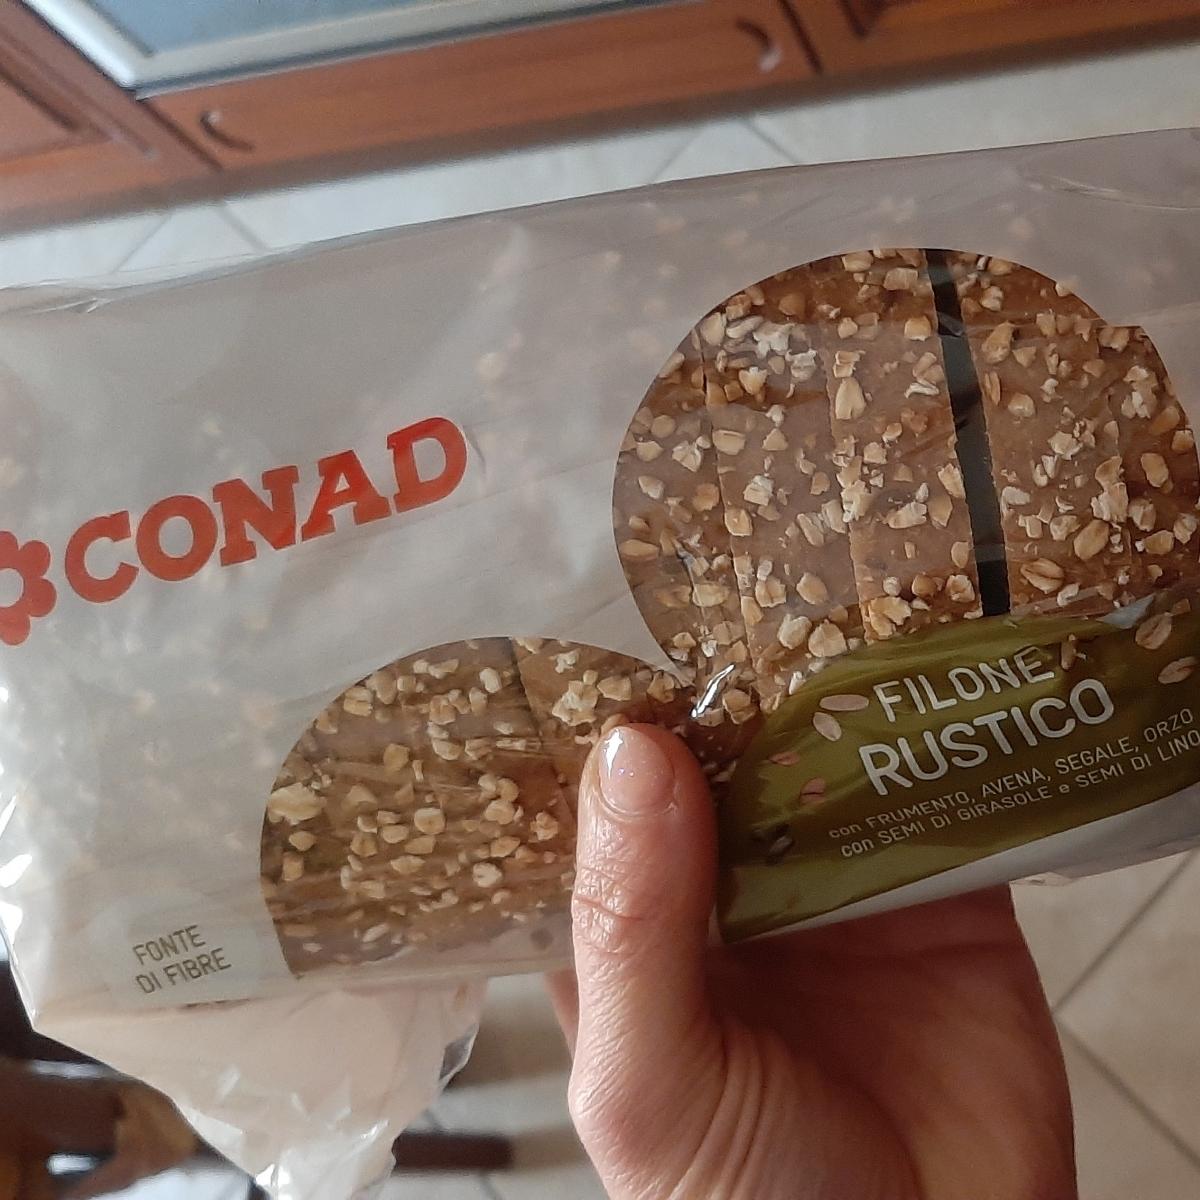 CONAD
FILONE
RUSTICO
con FRUMENTO, AVENA, SEGALE, ORZO
con SEMI DI GIRASOLE e SEMI DI LINO
FONTE
DI FIBRE